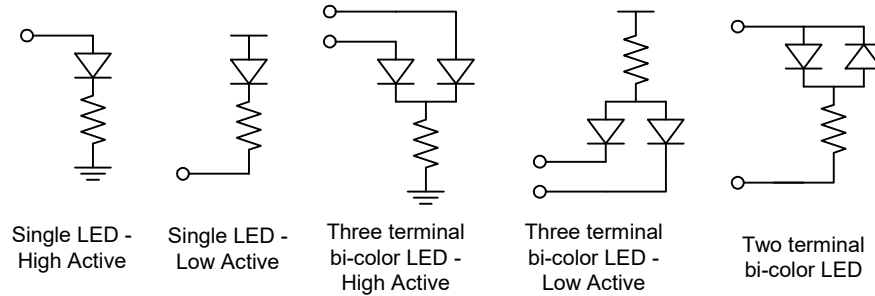 Single LED -
High Active
Single LED -
Low Active
Three terminal
bi-color LED -
High Active
Three terminal
bi-color LED -
Low Active
Two terminal
bi-color LED